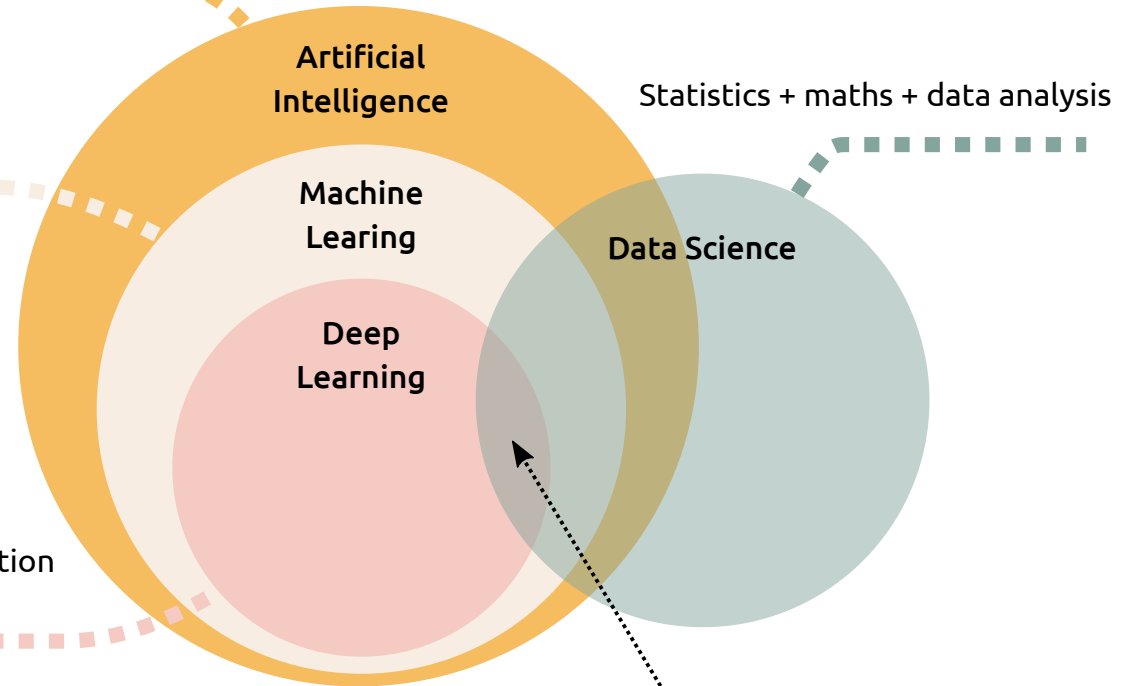 Artificial
Intelligence
Statistics + maths + data analysis
Machine
Learing
Data Science
Deep
Learning
tion